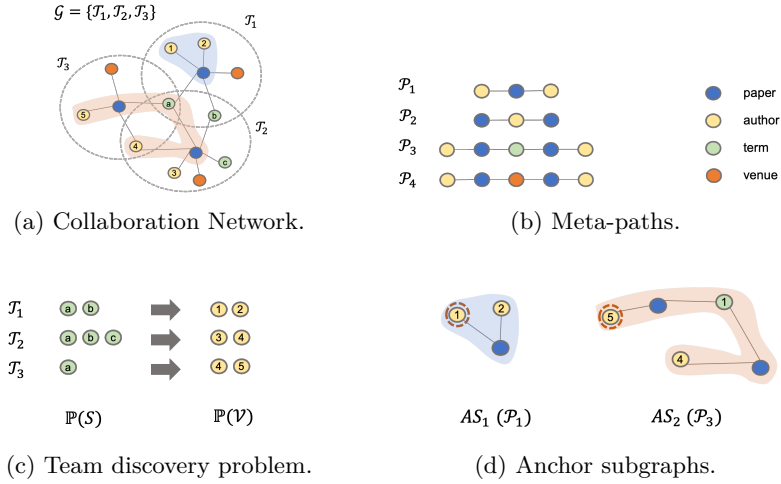 𝒢 = {𝒯₁, 𝒯₂, 𝒯₃}
𝒯₁
1 2
𝒯₃
a
5
b
𝒯₂
4
c
3
(a) Collaboration Network.
𝒫₁
𝒫₂
𝒫₃
𝒫₄
paper
author
term
venue
(b) Meta-paths.
𝒯₁ a b 1 2
𝒯₂ a b c 3 4
𝒯₃ a 4 5
ℙ(S) ℙ(𝒱)
(c) Team discovery problem.
1 2
5 1
4
AS₁ (𝒫₁) AS₂ (𝒫₃)
(d) Anchor subgraphs.